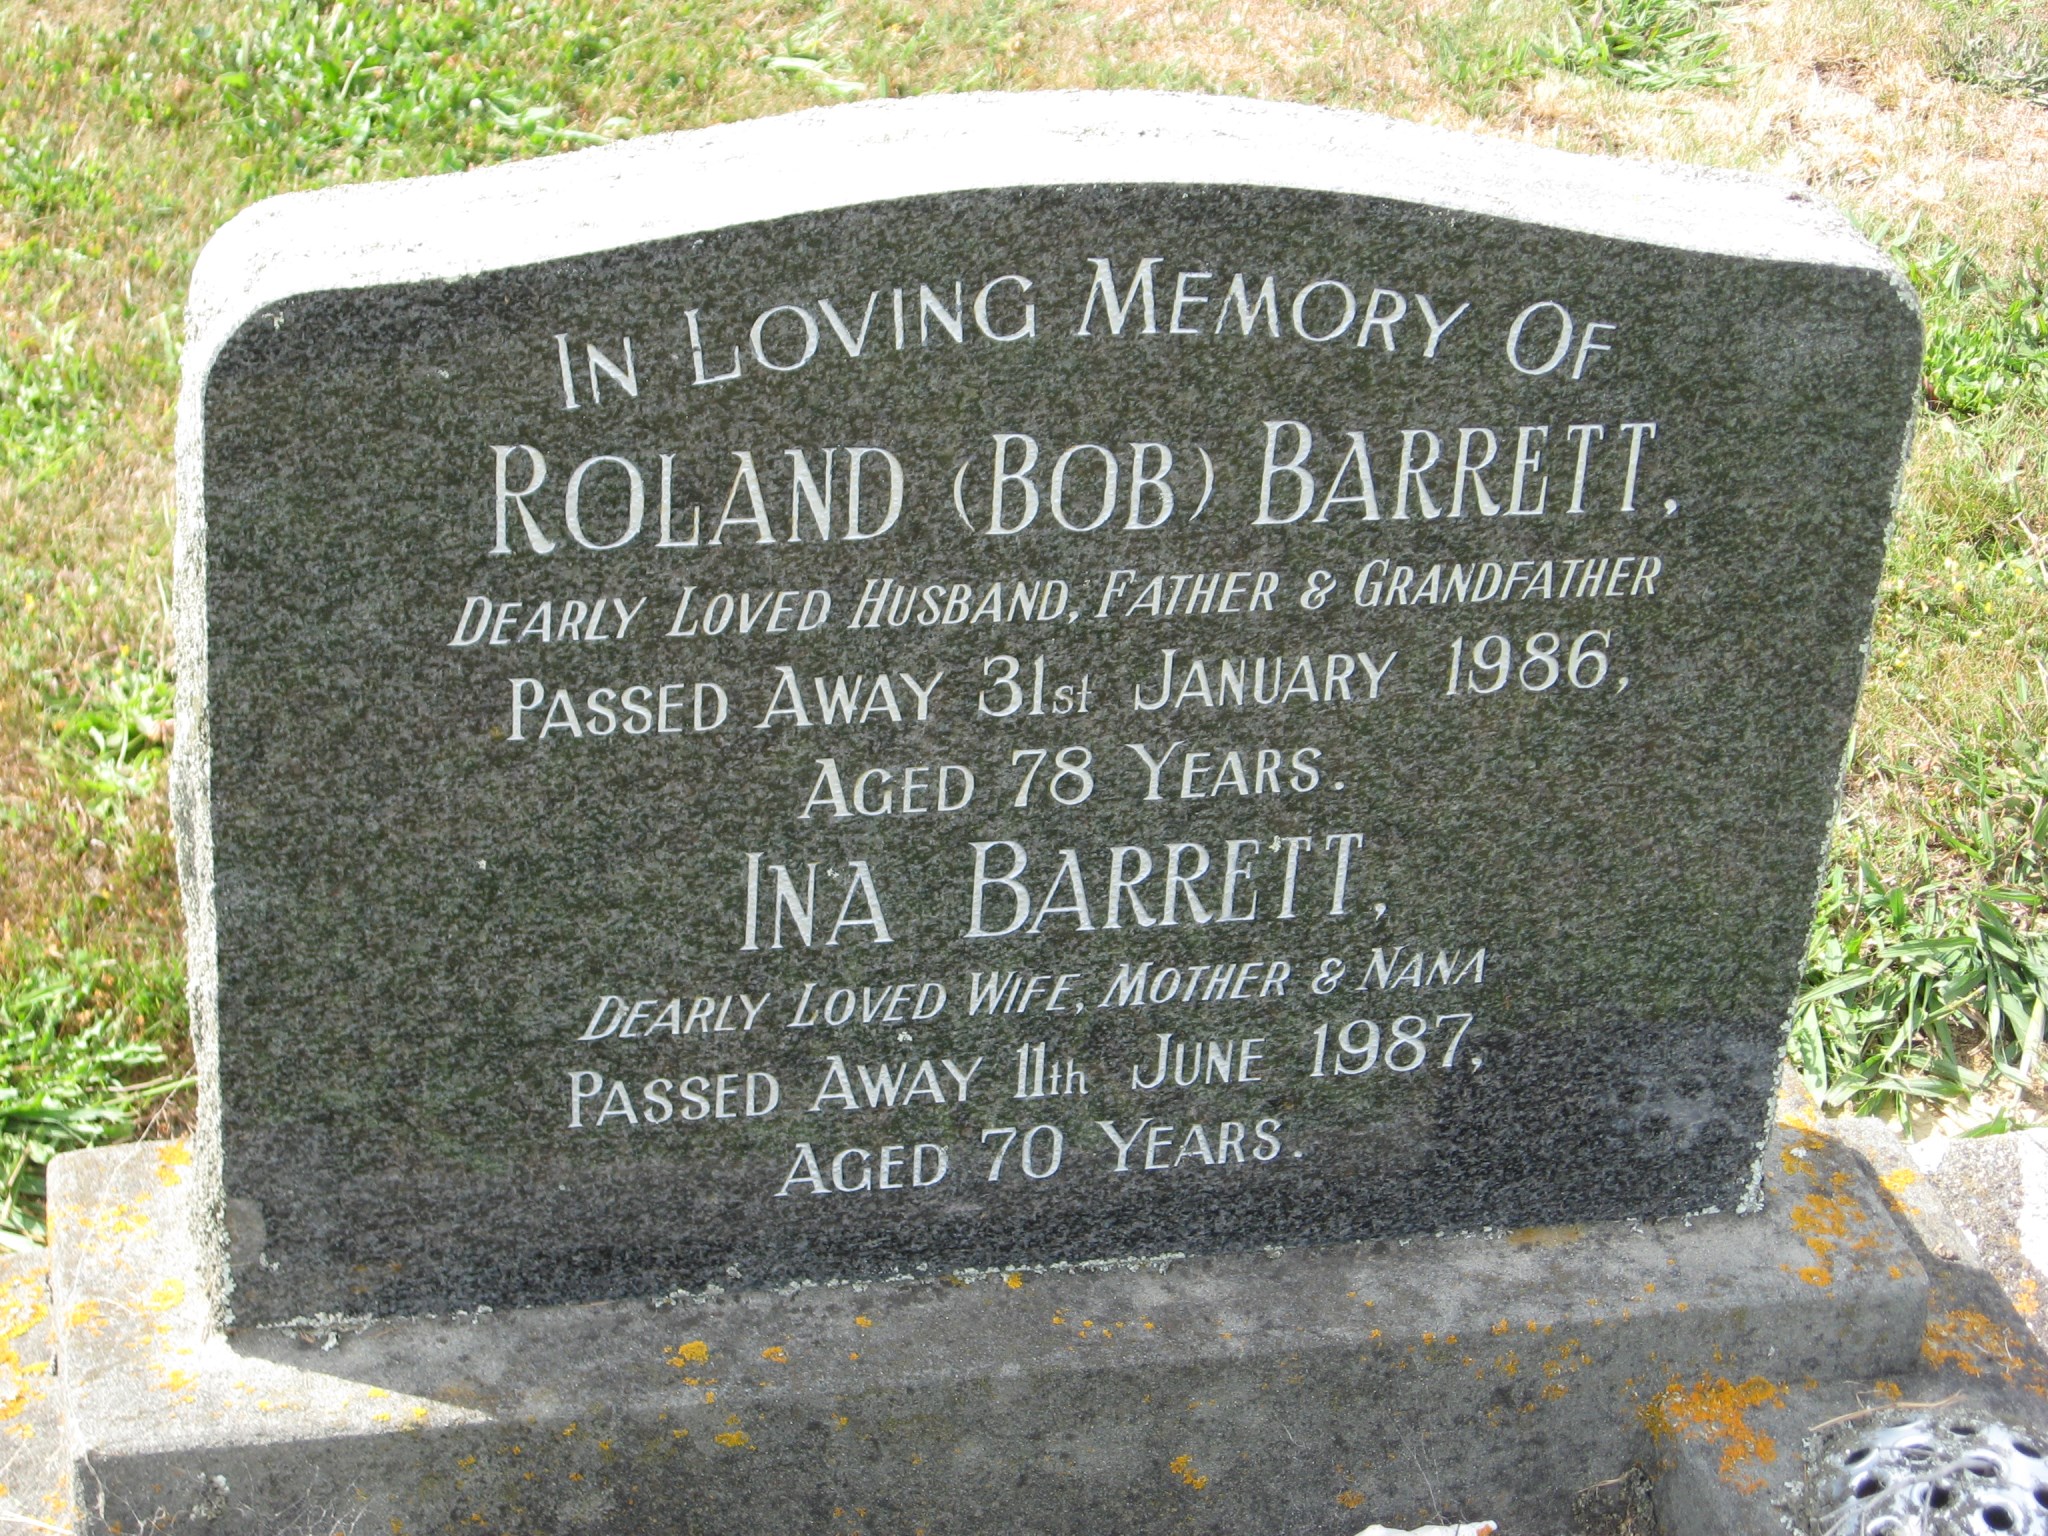 IN LOVING MEMORY OF
ROLAND (BOB) BARRETT,
DEARLY LOVED HUSBAND, FATHER & GRANDFATHER
PASSED AWAY 31st JANUARY 1986,
AGED 78 YEARS.
INA BARRETT,
DEARLY LOVED WIFE, MOTHER & NANA
PASSED AWAY 11th JUNE 1987,
AGED 70 YEARS.